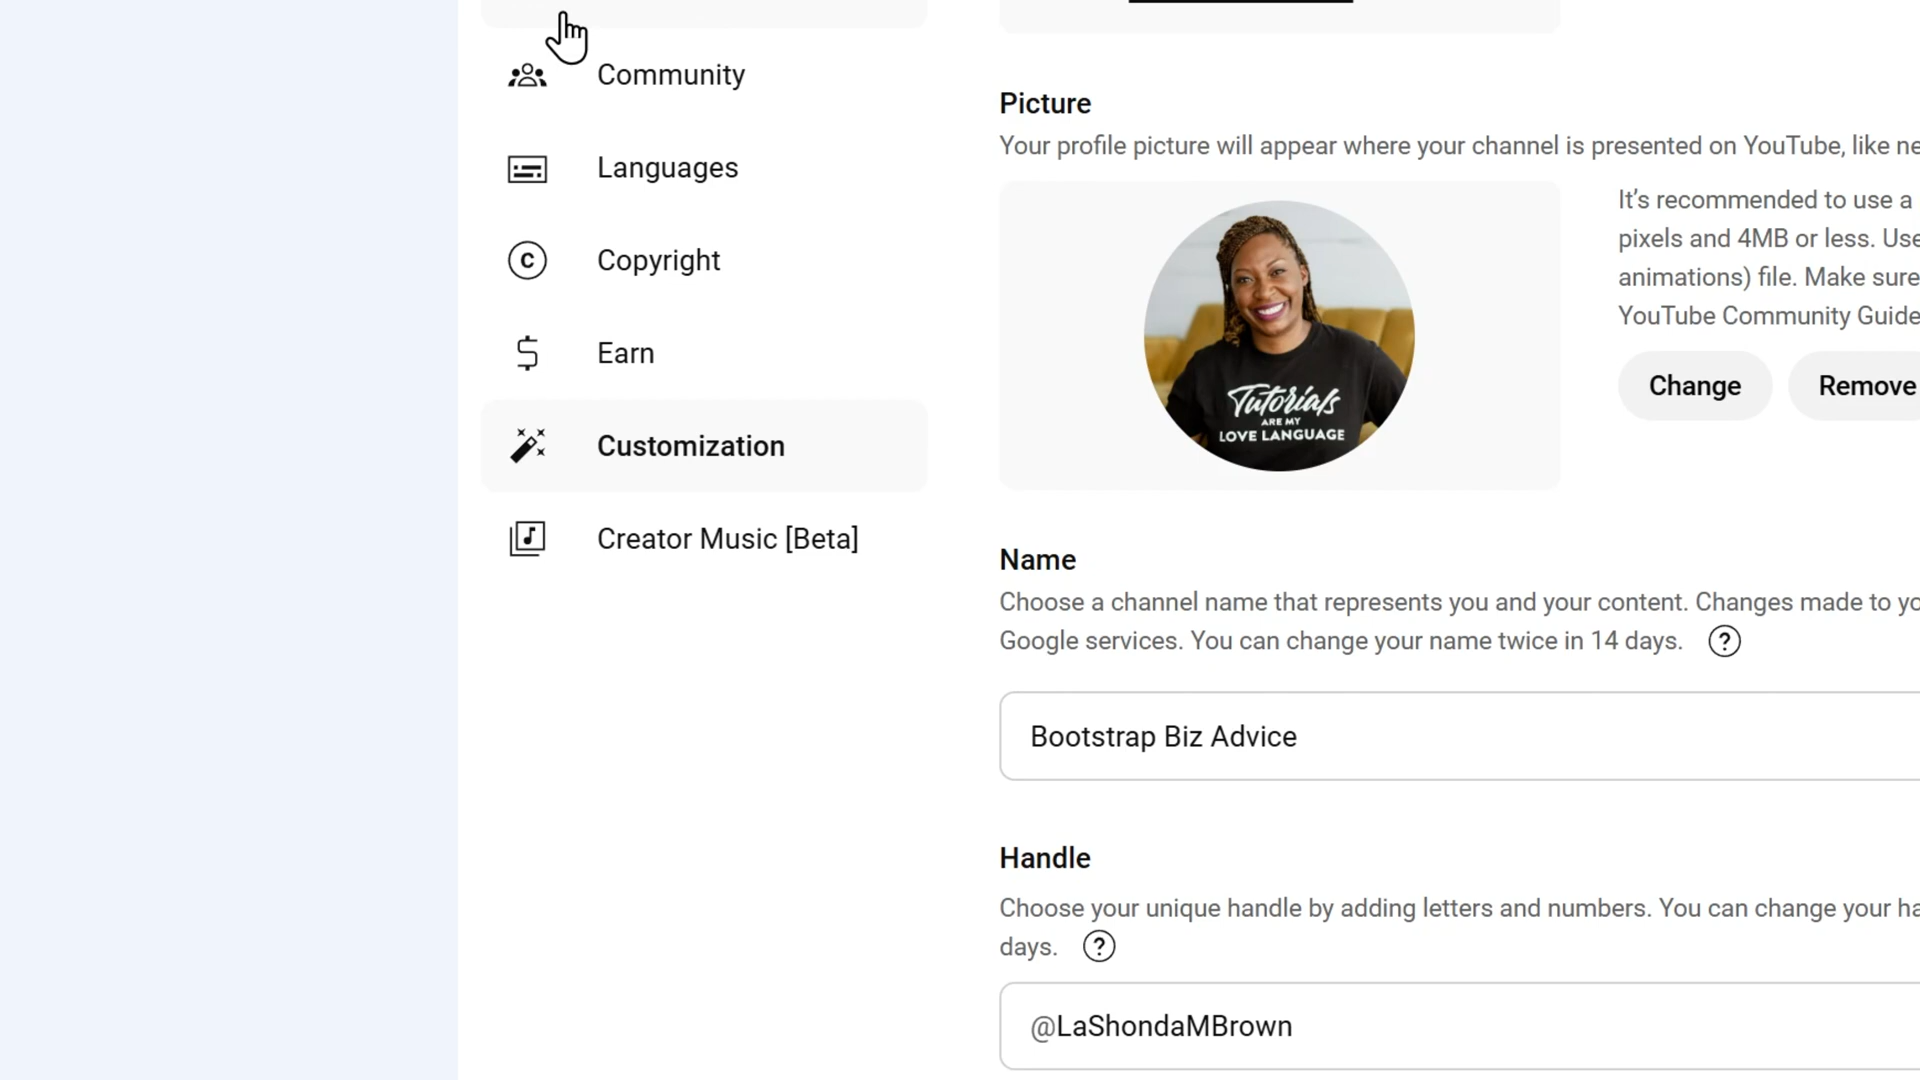 Community
Languages
Copyright
Earn
Customization
Creator Music [Beta]
Picture
Your profile picture will appear where your channel is presented on YouTube, like ne
It's recommended to use a
pixels and 4MB or less. Use
animations) file. Make sure
YouTube Community Guide
Change
Remove
Tutorials
ARE MY
LOVE LANGUAGE
Name
Choose a channel name that represents you and your content. Changes made to yo
Google services. You can change your name twice in 14 days.
Bootstrap Biz Advice
Handle
Choose your unique handle by adding letters and numbers. You can change your ha
days.
@LaShondaMBrown